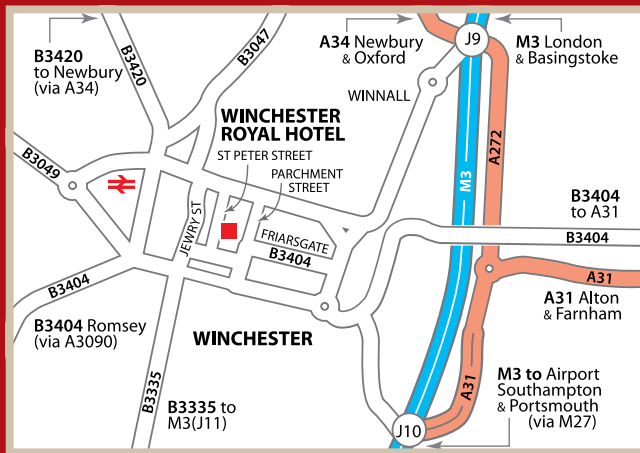 B3420
to Newbury
(via A34)
B3420
B3047
A34 Newbury
& Oxford
J9
M3 London
& Basingstoke
WINNALL
WINCHESTER
ROYAL HOTEL
ST PETER STREET
PARCHMENT
STREET
B3049
JEWRY ST
FRIARSGATE
B3404
M3
A272
B3404
to A31
B3404
A31
A31 Alton
& Farnham
B3404
B3404 Romsey
(via A3090)
WINCHESTER
B3335
B3335 to
M3(J11)
A31
J10
M3 to Airport
Southampton
& Portsmouth
(via M27)